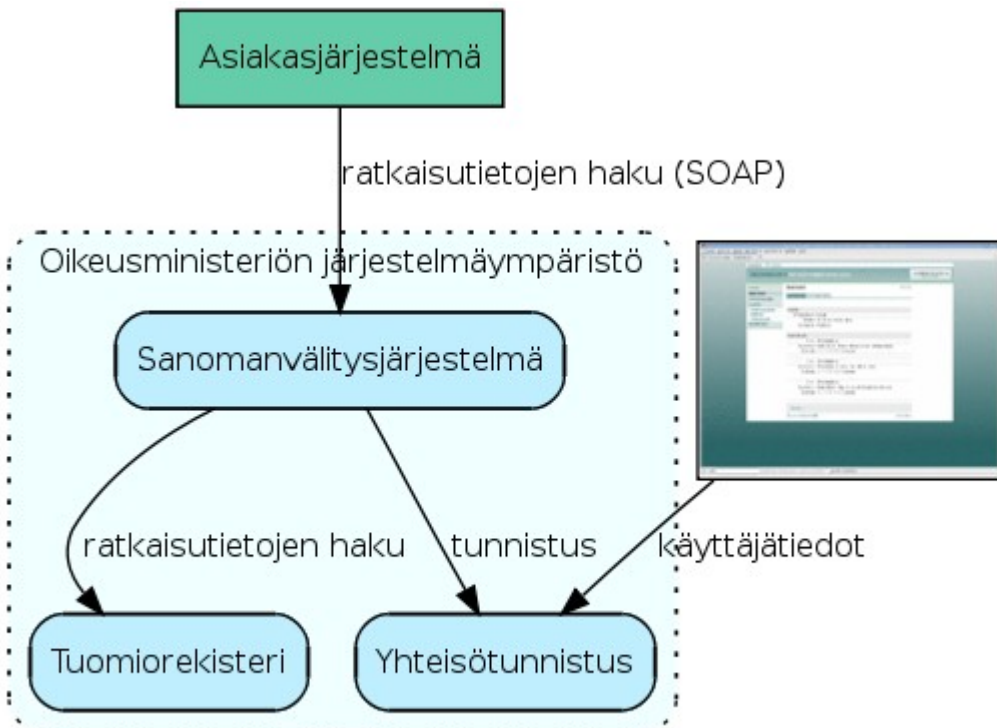 Asiakasjärjestelmä
ratkaisutietojen haku (SOAP)
Oikeusministeriön järjestelmäympäristö
Sanomanvälitysjärjestelmä
ratkaisutietojen haku
tunnistus
käyttäjätiedot
Tuomiorekisteri
Yhteisötunnistus